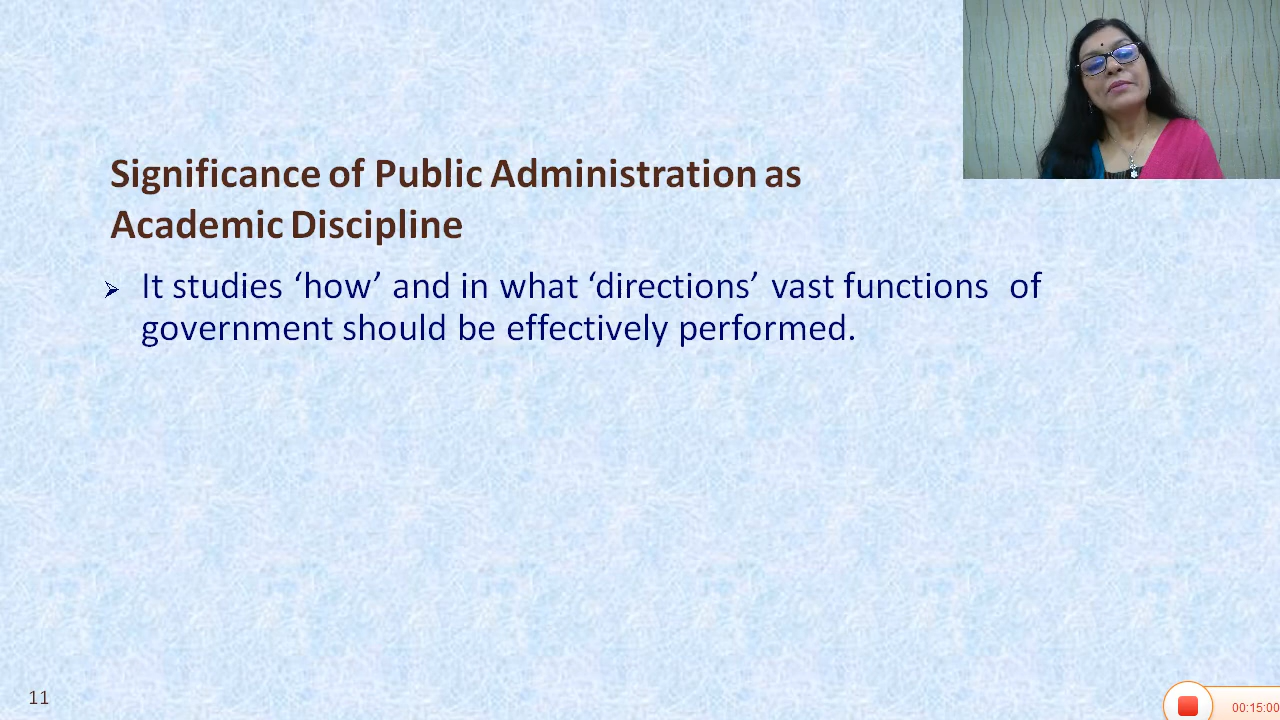 Significance of Public Administration as
Academic Discipline
➢ It studies ‘how’ and in what ‘directions’ vast functions of
government should be effectively performed.
11
00:15:00